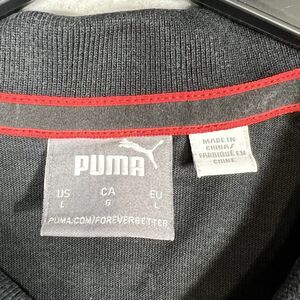 PUMA
US CA EU
L G L
PUMA.COM/FOREVERBETTER
MADE IN
CHINA/
FABRIQUÉ EN
CHINE